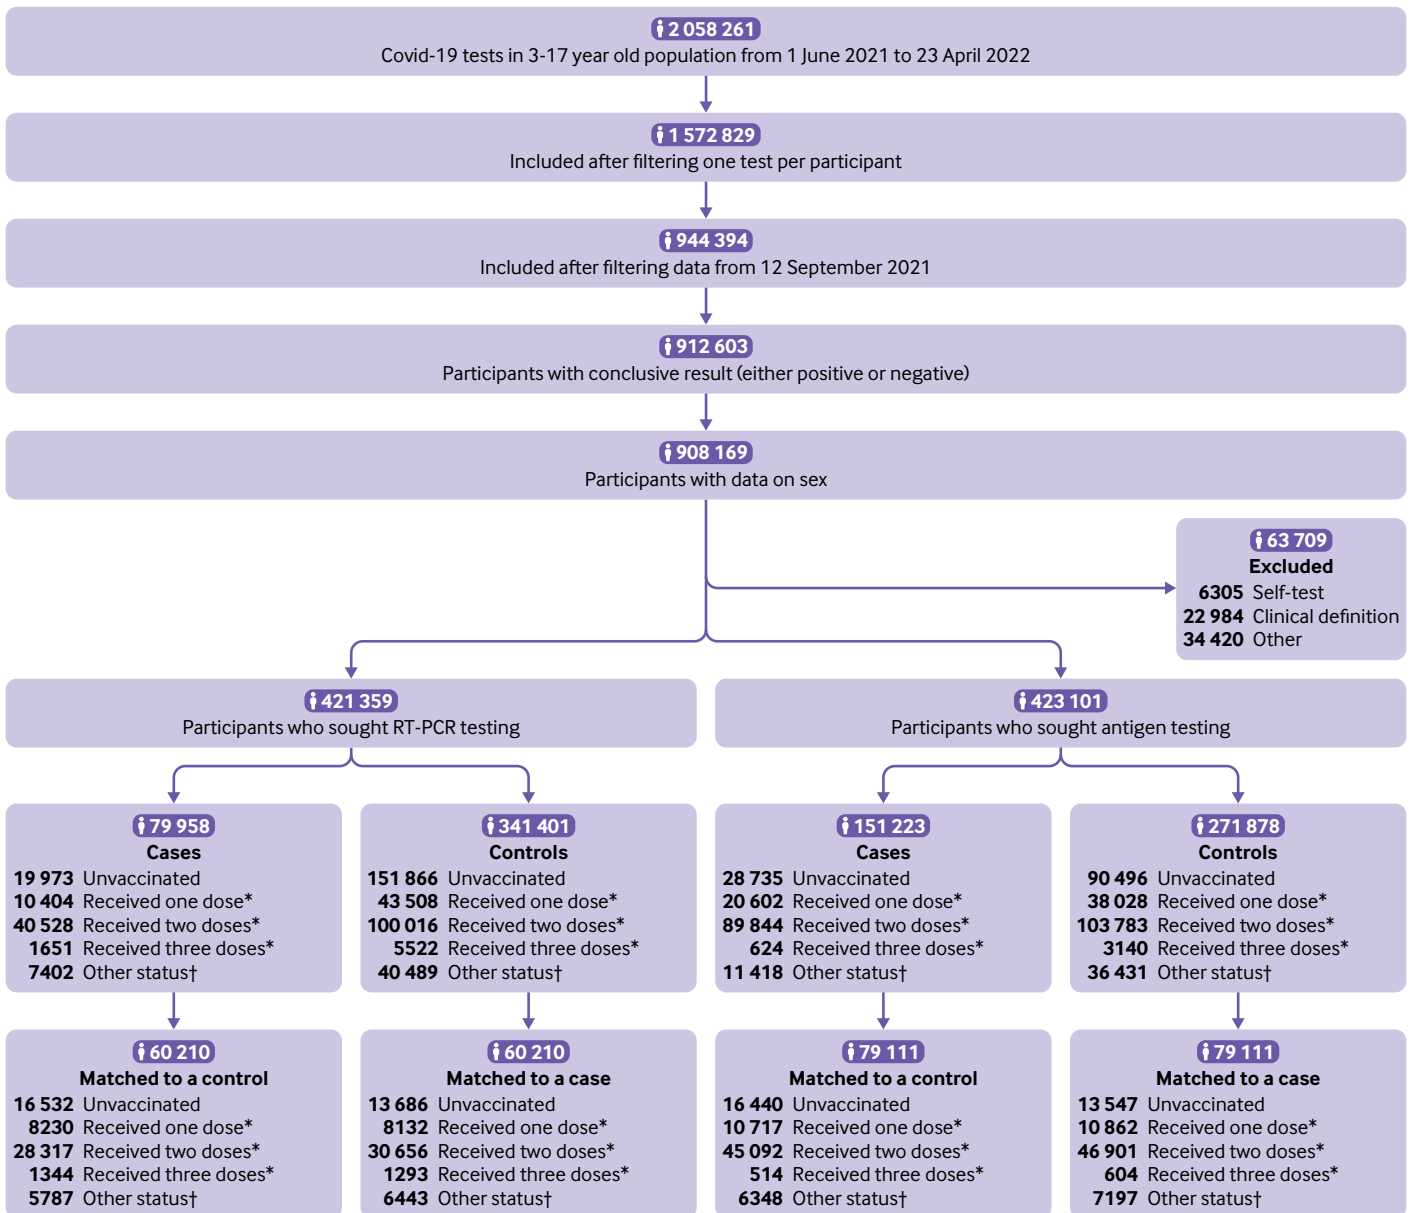 2 058 261
Covid-19 tests in 3-17 year old population from 1 June 2021 to 23 April 2022
1 572 829
Included after filtering one test per participant
944 394
Included after filtering data from 12 September 2021
912 603
Participants with conclusive result (either positive or negative)
908 169
Participants with data on sex
63 709
Excluded
6305 Self-test
22 984 Clinical definition
34 420 Other
421 359
Participants who sought RT-PCR testing
423 101
Participants who sought antigen testing
79 958
Cases
19 973 Unvaccinated
10 404 Received one dose*
40 528 Received two doses*
1651 Received three doses*
7402 Other status†
341 401
Controls
151 866 Unvaccinated
43 508 Received one dose*
100 016 Received two doses*
5522 Received three doses*
40 489 Other status†
151 223
Cases
28 735 Unvaccinated
20 602 Received one dose*
89 844 Received two doses*
624 Received three doses*
11 418 Other status†
271 878
Controls
90 496 Unvaccinated
38 028 Received one dose*
103 783 Received two doses*
3140 Received three doses*
36 431 Other status†
60 210
Matched to a control
16 532 Unvaccinated
8230 Received one dose*
28 317 Received two doses*
1344 Received three doses*
5787 Other status†
60 210
Matched to a case
13 686 Unvaccinated
8132 Received one dose*
30 656 Received two doses*
1293 Received three doses*
6443 Other status†
79 111
Matched to a control
16 440 Unvaccinated
10 717 Received one dose*
45 092 Received two doses*
514 Received three doses*
6348 Other status†
79 111
Matched to a case
13 547 Unvaccinated
10 862 Received one dose*
46 901 Received two doses*
604 Received three doses*
7197 Other status†